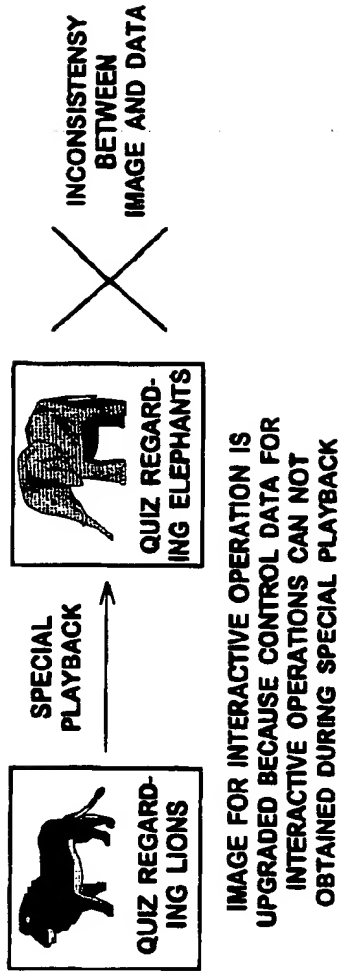 QUIZ REGARD-
ING LIONS
SPECIAL
PLAYBACK
QUIZ REGARD-
ING ELEPHANTS
INCONSISTENSY
BETWEEN
IMAGE AND DATA
IMAGE FOR INTERACTIVE OPERATION IS
UPGRADED BECAUSE CONTROL DATA FOR
INTERACTIVE OPERATIONS CAN NOT
OBTAINED DURING SPECIAL PLAYBACK